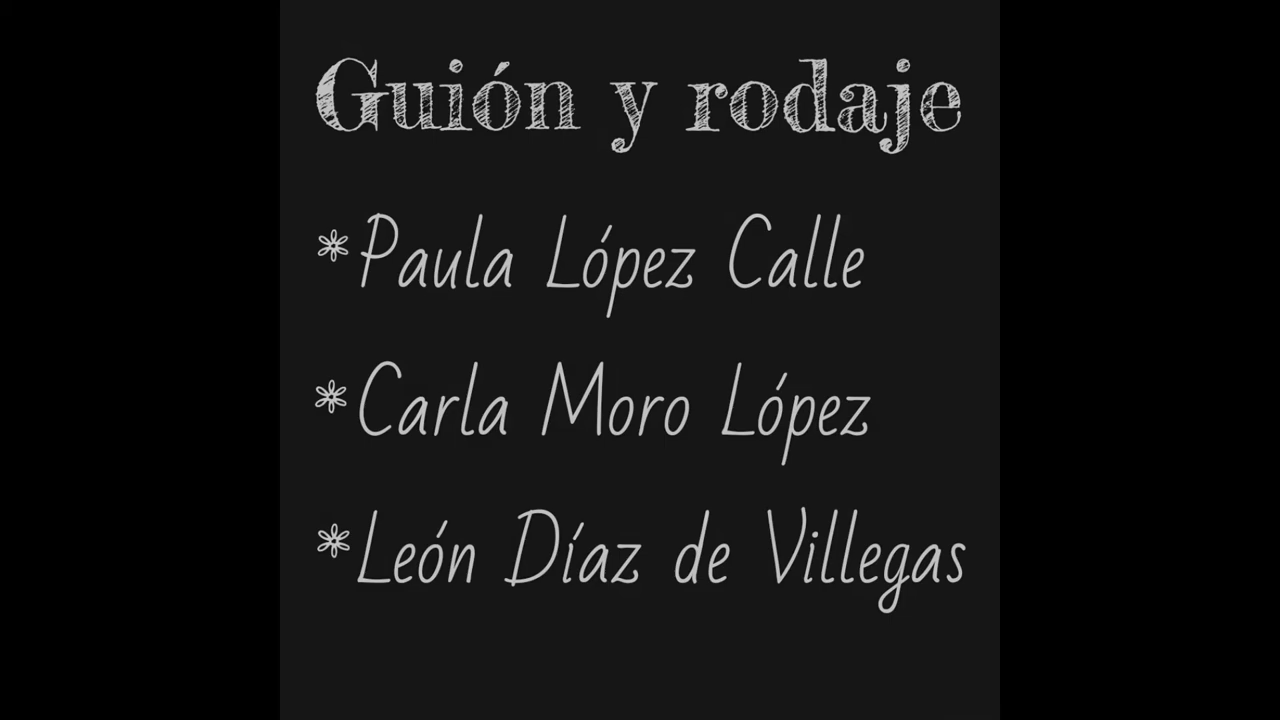 Guión y rodaje
*Paula López Calle
*Carla Moro López
*León Díaz de Villegas